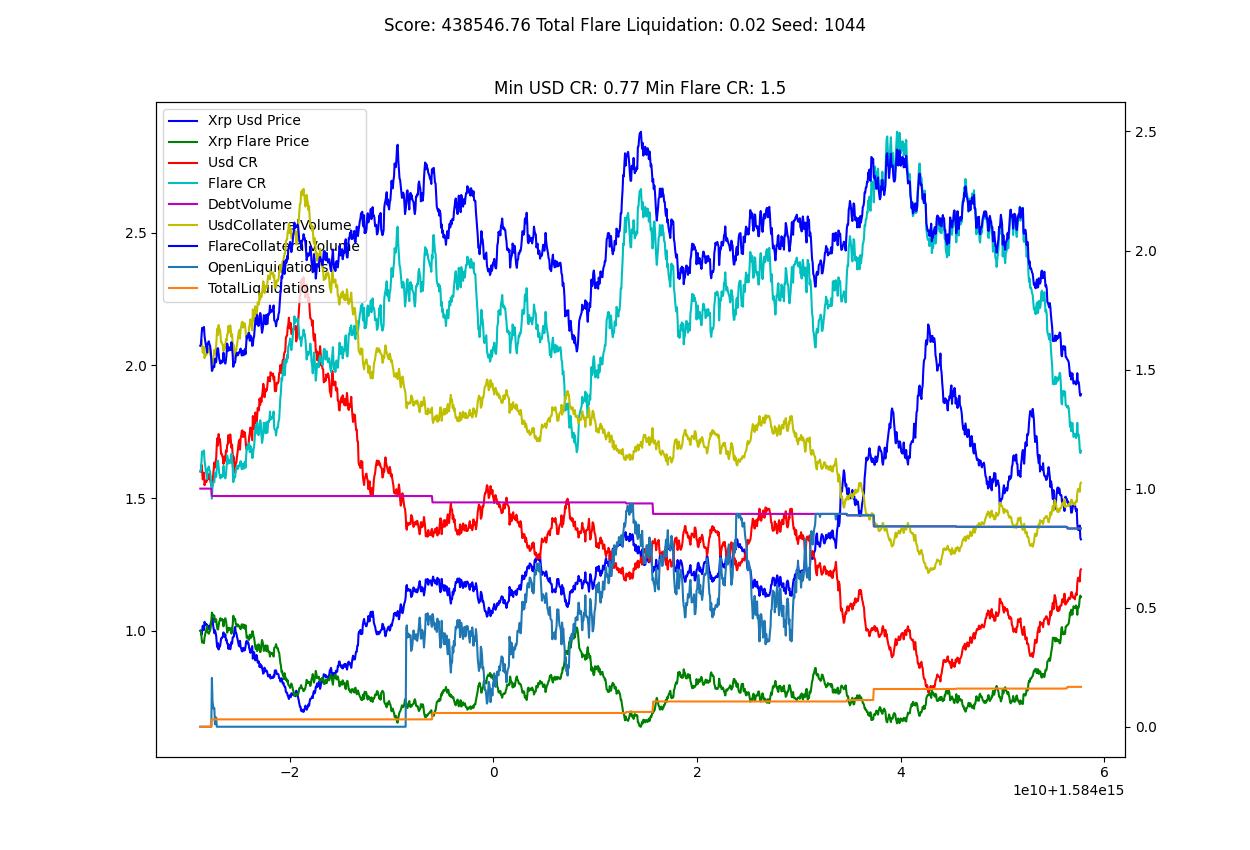 Score: 438546.76 Total Flare Liquidation: 0.02 Seed: 1044
Min USD CR: 0.77 Min Flare CR: 1.5
Xrp Usd Price
Xrp Flare Price
Usd CR
Flare CR
DebtVolume
UsdCollateralVolume
FlareCollateralVolume
OpenLiquidations
TotalLiquidations
2.5
2.0
1.5
1.0
2.5
2.0
1.5
1.0
0.5
0.0
−2
0
2
4
6
1e10+1.584e15